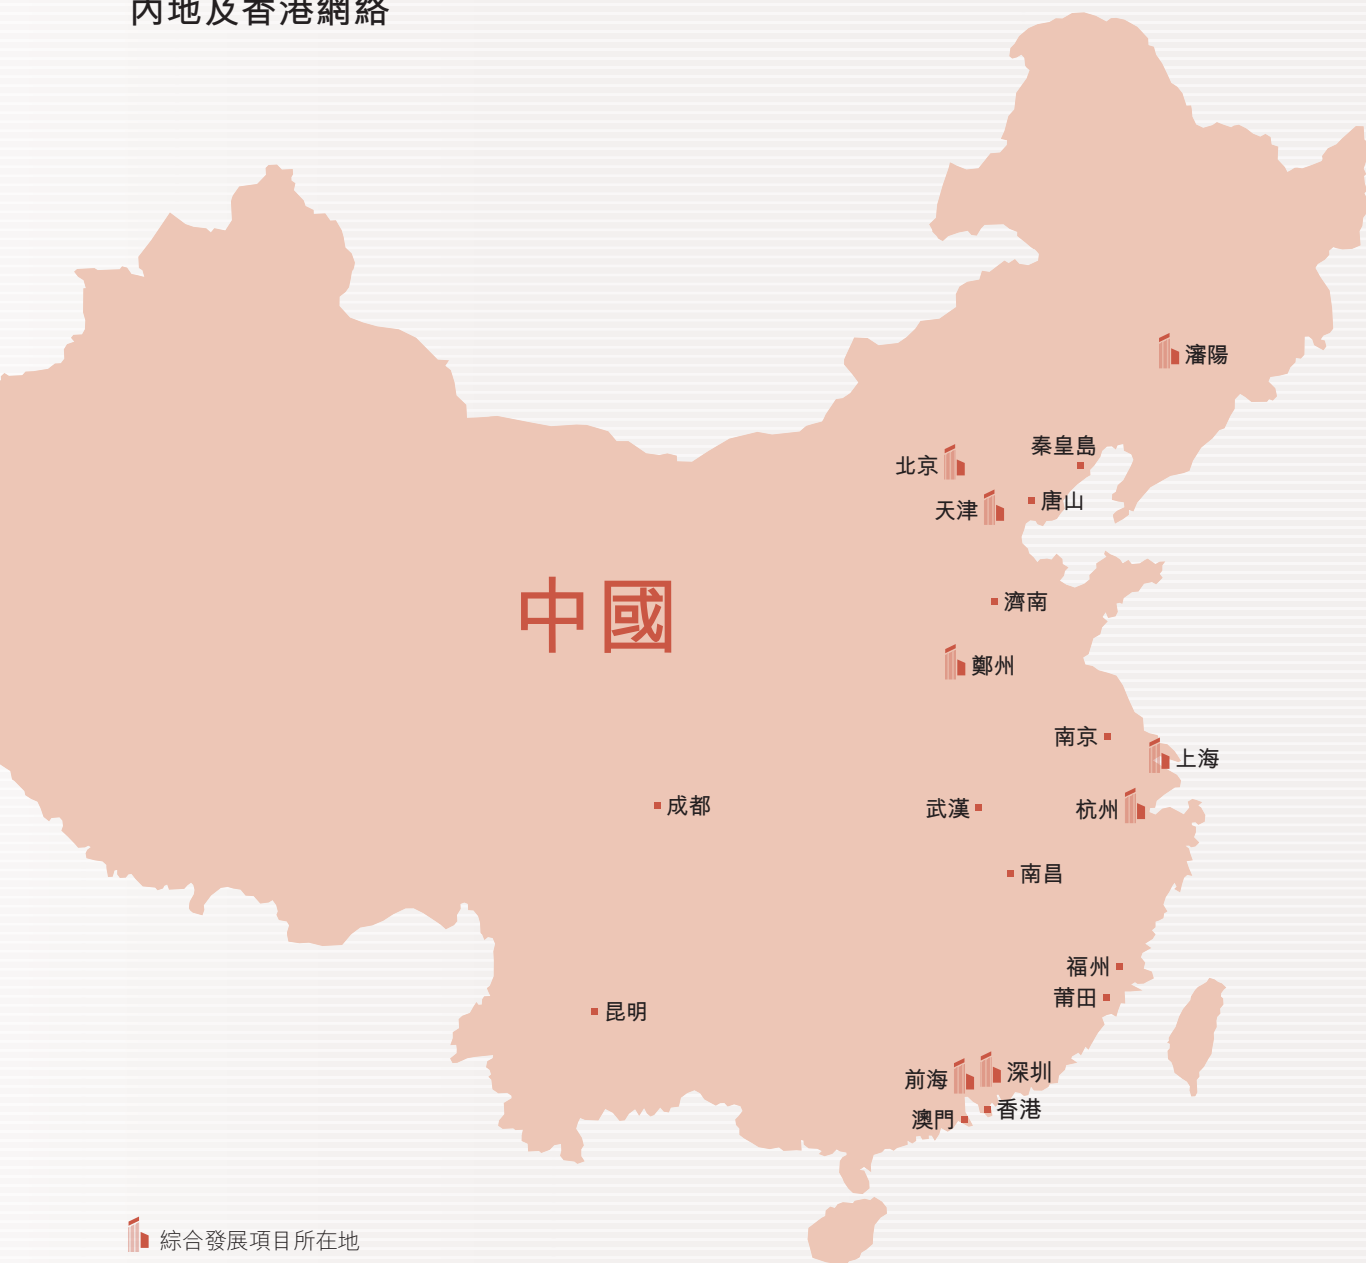 內地及香港網絡
瀋陽
秦皇島
北京
唐山
天津
中國
濟南
鄭州
南京
上海
成都
武漢
杭州
南昌
福州
莆田
昆明
深圳
前海
香港
澳門
綜合發展項目所在地